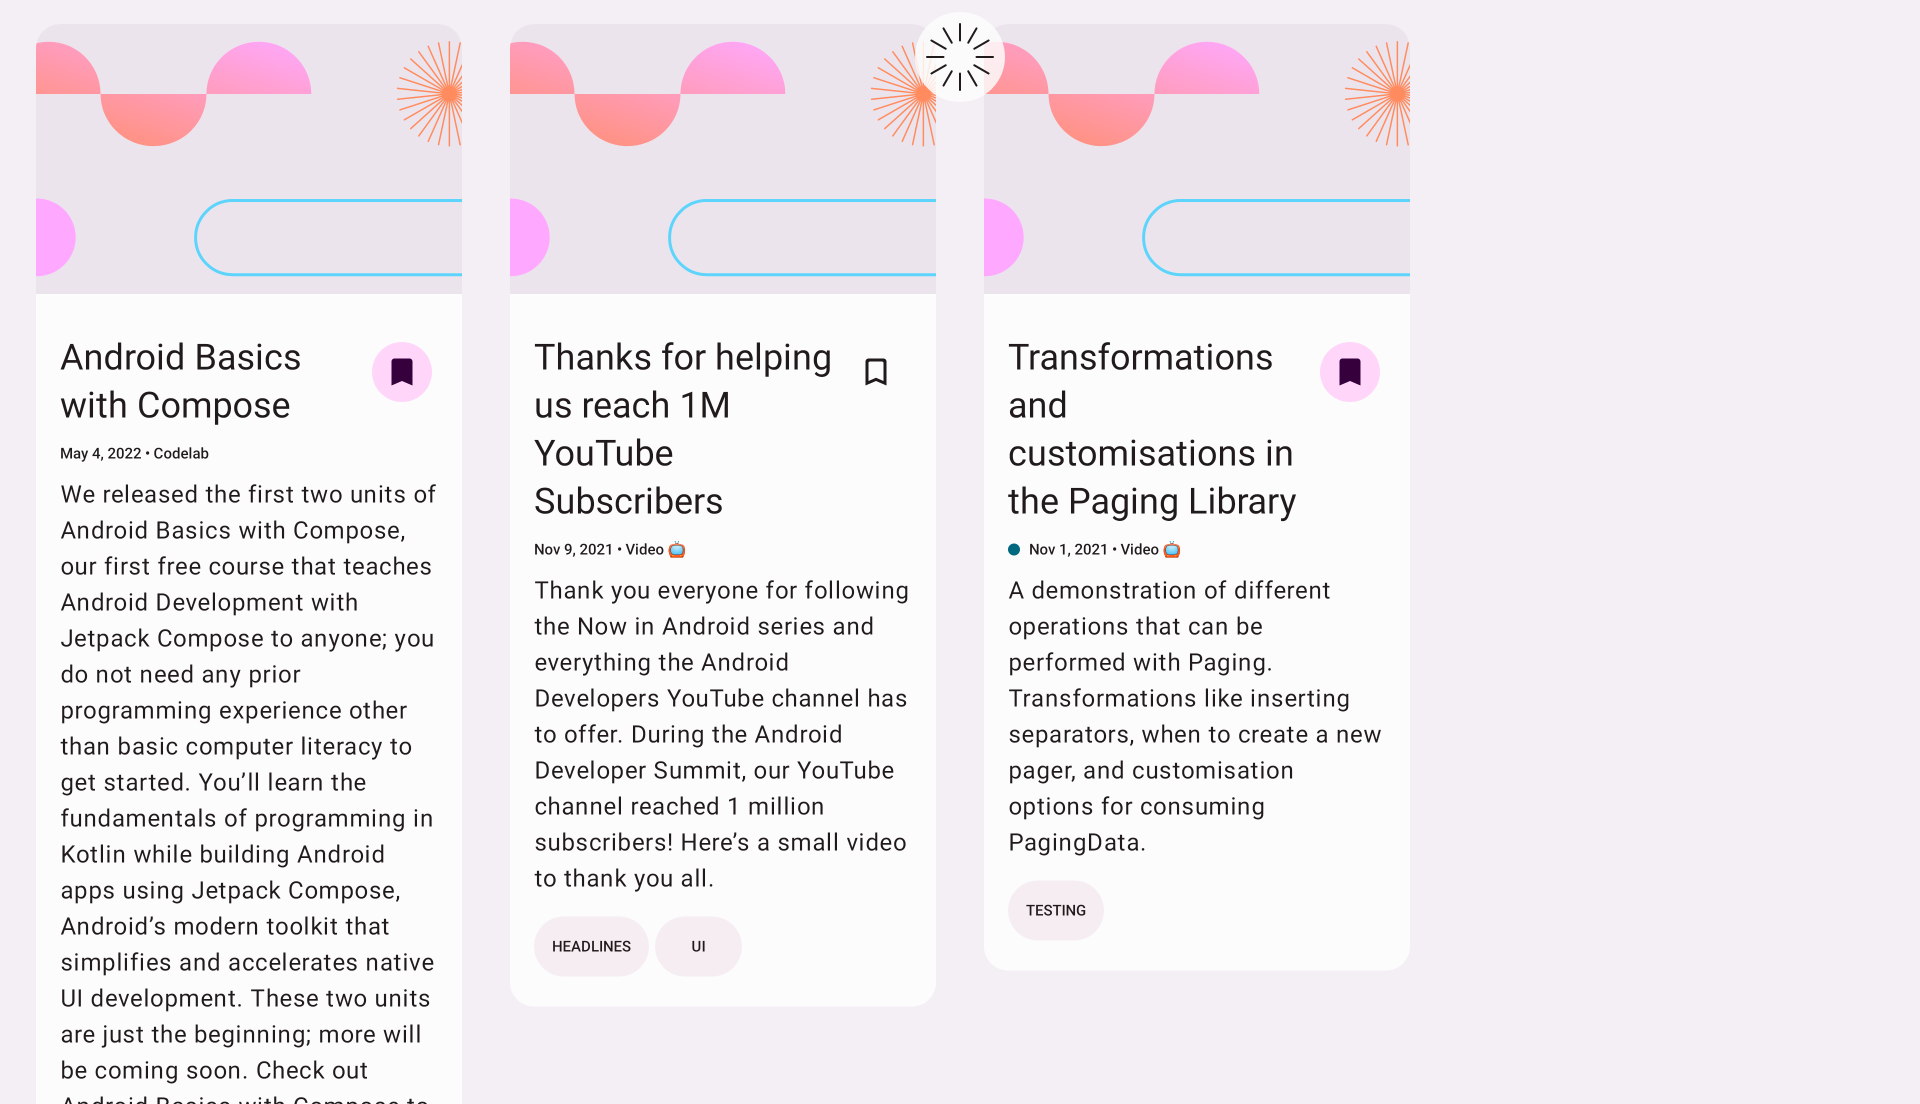 Android Basics
with Compose
May 4, 2022 • Codelab
We released the first two units of
Android Basics with Compose,
our first free course that teaches
Android Development with
Jetpack Compose to anyone; you
do not need any prior
programming experience other
than basic computer literacy to
get started. You’ll learn the
fundamentals of programming in
Kotlin while building Android
apps using Jetpack Compose,
Android’s modern toolkit that
simplifies and accelerates native
UI development. These two units
are just the beginning; more will
be coming soon. Check out
Android Basics with Compose to
Thanks for helping
us reach 1M
YouTube
Subscribers
Nov 9, 2021 • Video 📺
Thank you everyone for following
the Now in Android series and
everything the Android
Developers YouTube channel has
to offer. During the Android
Developer Summit, our YouTube
channel reached 1 million
subscribers! Here’s a small video
to thank you all.
HEADLINES
UI
Transformations
and
customisations in
the Paging Library
Nov 1, 2021 • Video 📺
A demonstration of different
operations that can be
performed with Paging.
Transformations like inserting
separators, when to create a new
pager, and customisation
options for consuming
PagingData.
TESTING